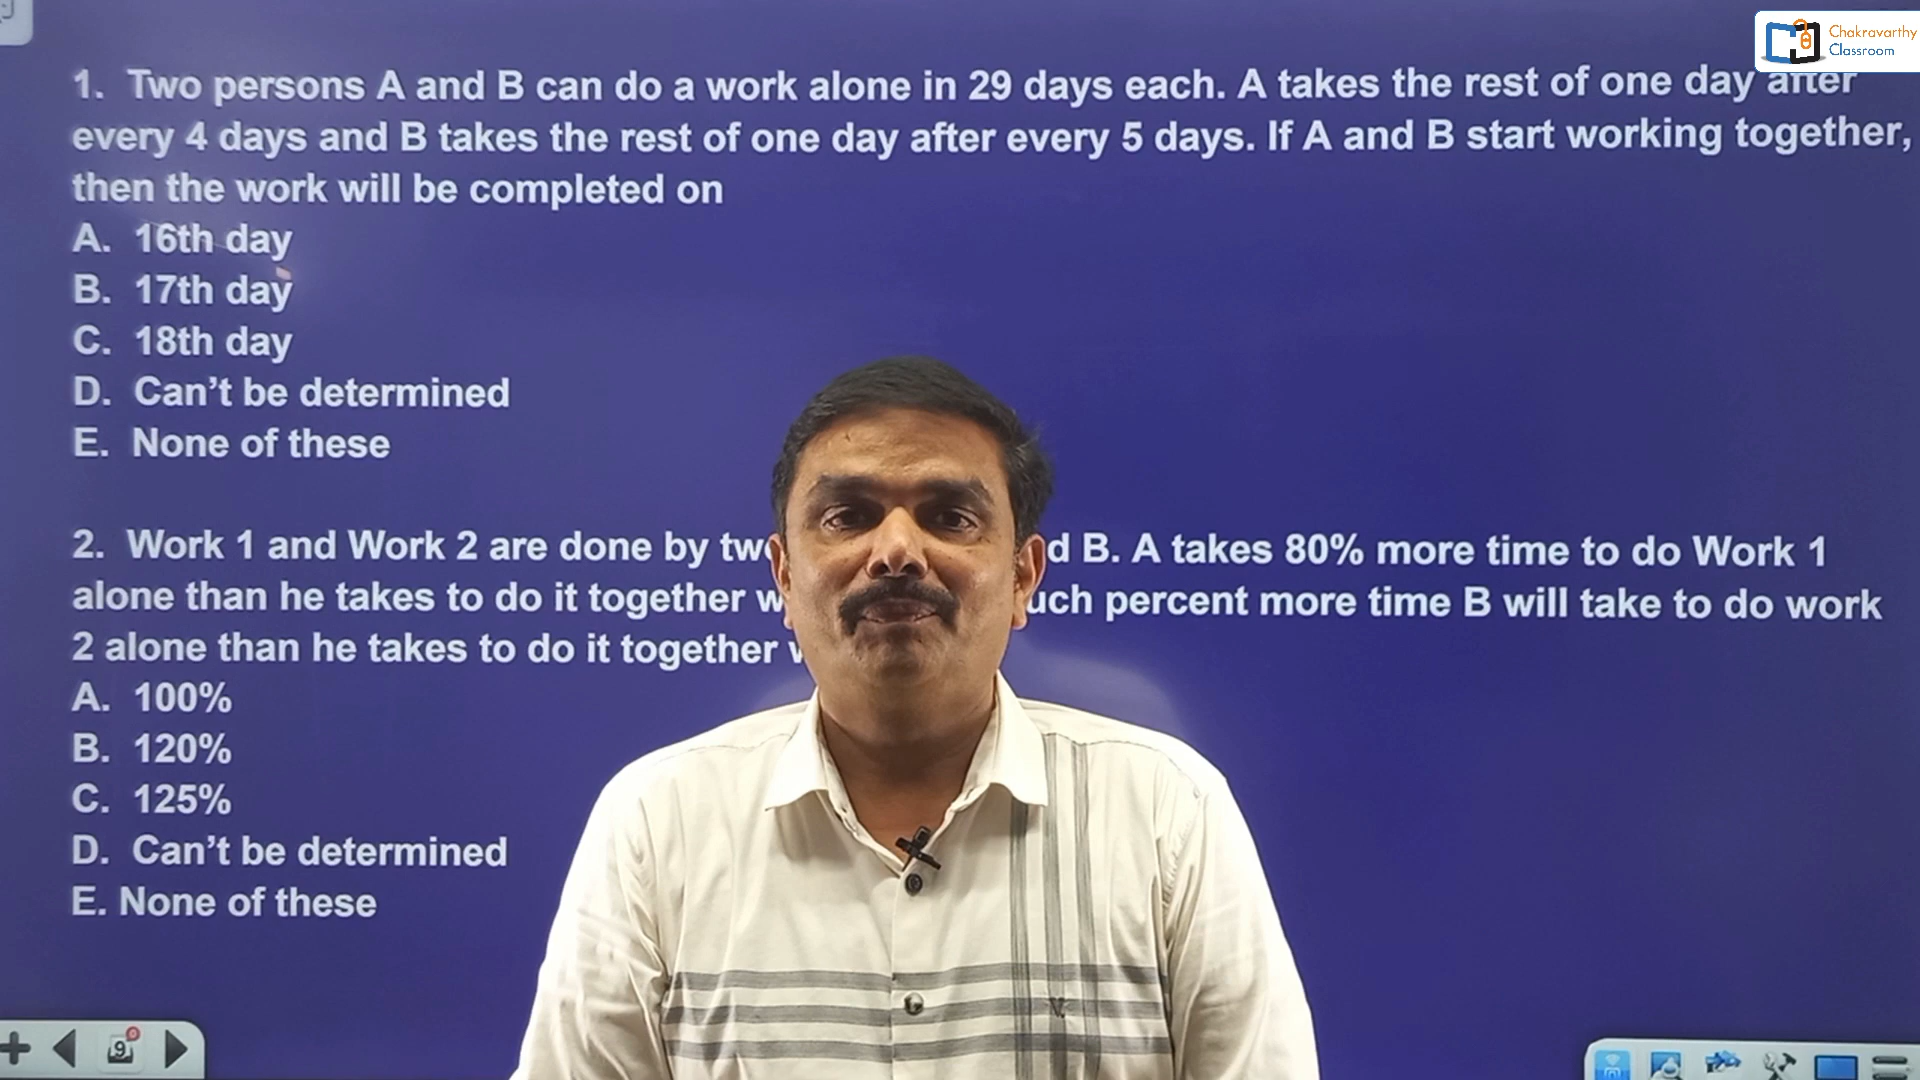 Chakravarthy
Classroom
1. Two persons A and B can do a work alone in 29 days each. A takes the rest of one day after
every 4 days and B takes the rest of one day after every 5 days. If A and B start working together,
then the work will be completed on
A. 16th day
B. 17th day
C. 18th day
D. Can’t be determined
E. None of these
2. Work 1 and Work 2 are done by B. A takes 80% more time to do Work 1
alone than he takes to do it together percent more time B will take to do work
2 alone than he takes to do it together
A. 100%
B. 120%
C. 125%
D. Can’t be determined
E. None of these
9